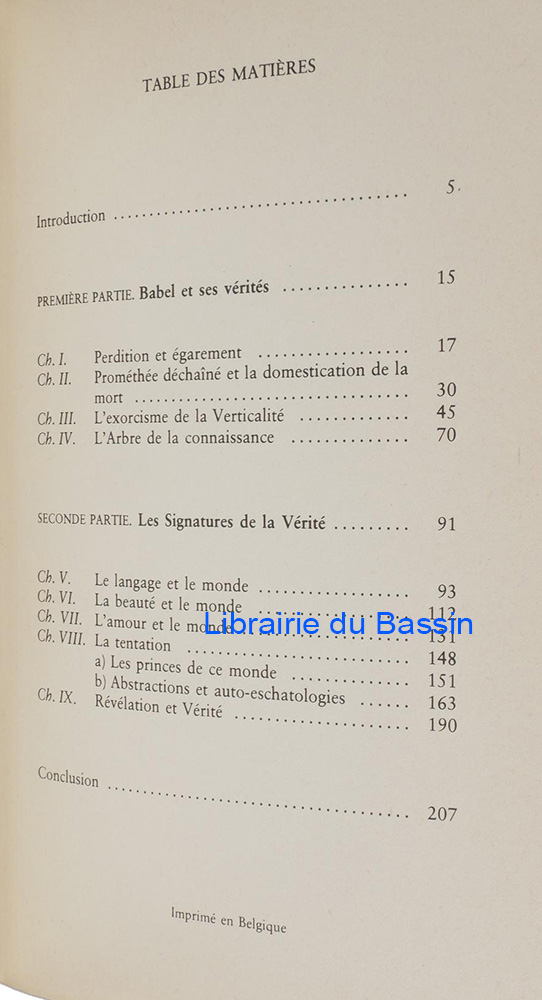 TABLE DES MATIÈRES
Introduction .................................... 5
PREMIÈRE PARTIE. Babel et ses vérités ............... 15
Ch. I. Perdition et égarement ................... 17
Ch. II. Prométhée déchaîné et la domestication de la
mort ................................... 30
Ch. III. L'exorcisme de la Verticalité .............. 45
Ch. IV. L'Arbre de la connaissance ............... 70
SECONDE PARTIE. Les Signatures de la Vérité ......... 91
Ch. V. Le langage et le monde ................... 93
Ch. VI. La beauté et le monde ................... 112
Ch. VII. L'amour et le monde ................... 131
Librairie du Bassin
Ch. VIII. La tentation ............................ 148
a) Les princes de ce monde ............... 151
b) Abstractions et auto-eschatologies ...... 163
Ch. IX. Révélation et Vérité ...................... 190
Conclusion ..................................... 207
Imprimé en Belgique